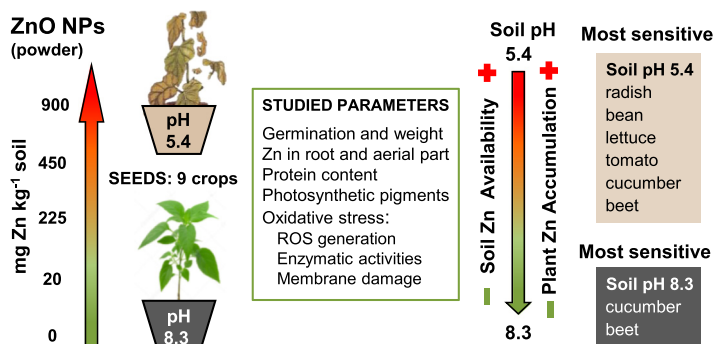 ZnO NPs
(powder)
900
450
225
20
0
mg Zn kg⁻¹ soil
pH
5.4
SEEDS: 9 crops
pH
8.3
STUDIED PARAMETERS
Germination and weight
Zn in root and aerial part
Protein content
Photosynthetic pigments
Oxidative stress:
ROS generation
Enzymatic activities
Membrane damage
Soil pH
5.4
Soil Zn Availability
Plant Zn Accumulation
8.3
Most sensitive
Soil pH 5.4
radish
bean
lettuce
tomato
cucumber
beet
Most sensitive
Soil pH 8.3
cucumber
beet